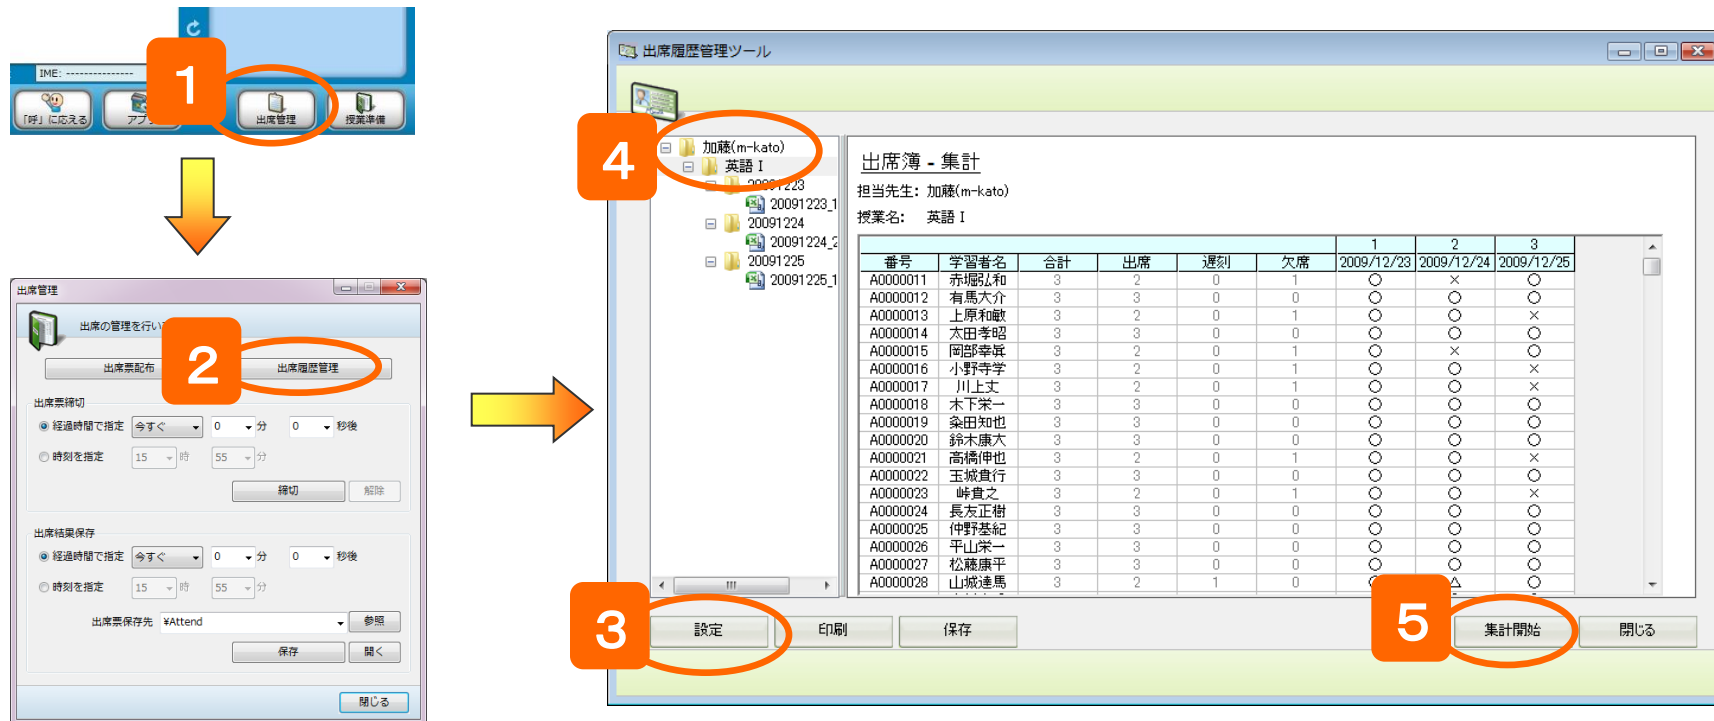 IME: ---------------
1
「呼」に応える
出席管理
授業準備
出席管理
出席の管理を行い
2
出席票配布
出席履歴管理
出席票締切
経過時間で指定 今すぐ 0 分 0 秒後
時刻を指定 15 時 55 分
締切 解除
出席結果保存
経過時間で指定 今すぐ 0 分 0 秒後
時刻を指定 15 時 55 分
出席票保存先 ¥Attend 参照
保存 開く
閉じる
出席履歴管理ツール
4
加藤(m-kato)
英語 I
20091223
20091223_1
20091224
20091224_2
20091225
20091225_1
出席簿 - 集計
担当先生: 加藤(m-kato)
授業名: 英語 I
1 2 3
番号 学習者名 合計 出席 遅刻 欠席 2009/12/23 2009/12/24 2009/12/25
A0000011 赤堀弘和 3 2 0 1 ○ × ○
A0000012 有馬大介 3 3 0 0 ○ ○ ○
A0000013 上原和敏 3 2 0 1 ○ ○ ×
A0000014 太田孝昭 3 3 0 0 ○ ○ ○
A0000015 岡部幸眞 3 2 0 1 ○ × ○
A0000016 小野寺学 3 2 0 1 ○ ○ ×
A0000017 川上丈 3 2 0 1 ○ ○ ×
A0000018 木下栄一 3 3 0 0 ○ ○ ○
A0000019 粂田知也 3 3 0 0 ○ ○ ○
A0000020 鈴木康大 3 3 0 0 ○ ○ ○
A0000021 高橋伸也 3 2 0 1 ○ ○ ×
A0000022 玉城貴行 3 3 0 0 ○ ○ ○
A0000023 峠貴之 3 2 0 1 ○ ○ ×
A0000024 長友正樹 3 3 0 0 ○ ○ ○
A0000025 仲野基紀 3 3 0 0 ○ ○ ○
A0000026 平山栄一 3 3 0 0 ○ ○ ○
A0000027 松藤康平 3 3 0 0 ○ ○ ○
A0000028 山城達馬 3 2 1 0 ○ △ ○
3
5
設定 印刷 保存 集計開始 閉じる